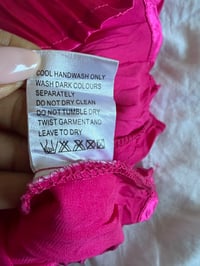 COOL HANDWASH ONLY
WASH DARK COLOURS
SEPARATELY
DO NOT DRY CLEAN
DO NOT TUMBLE DRY
TWIST GARMENT AND
LEAVE TO DRY